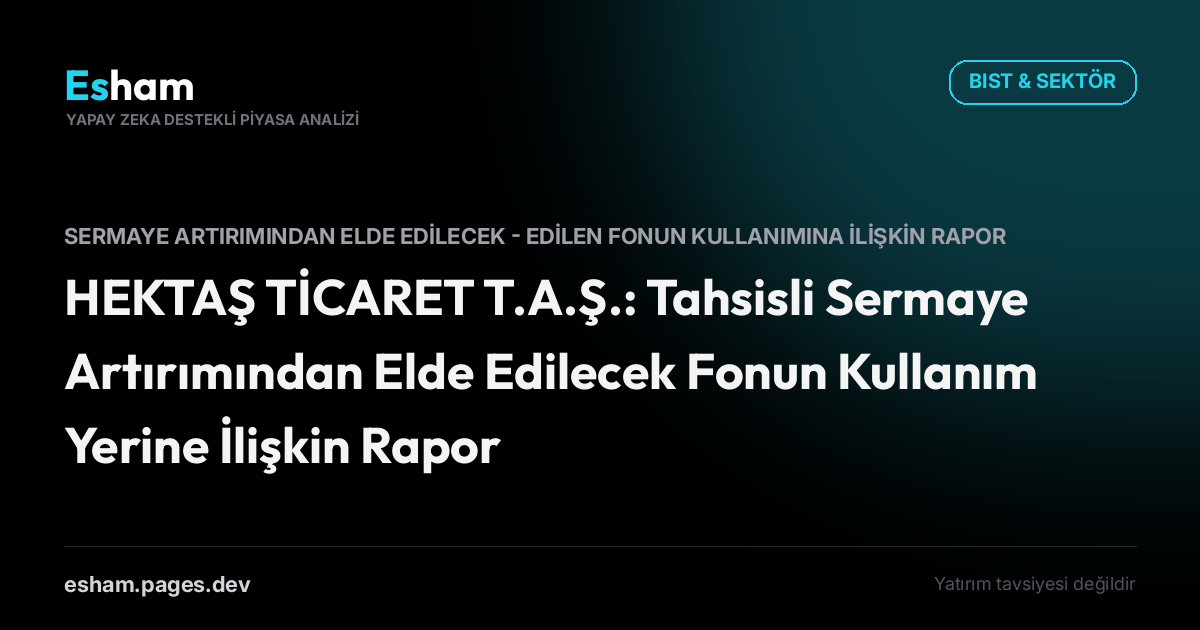 Esham
YAPAY ZEKA DESTEKLİ PİYASA ANALİZİ
BIST & SEKTÖR
SERMAYE ARTIRIMINDAN ELDE EDİLECEK - EDİLEN FONUN KULLANIMINA İLİŞKİN RAPOR
HEKTAŞ TİCARET T.A.Ş.: Tahsisli Sermaye
Artırımından Elde Edilecek Fonun Kullanım
Yerine İlişkin Rapor
esham.pages.dev
Yatırım tavsiyesi değildir